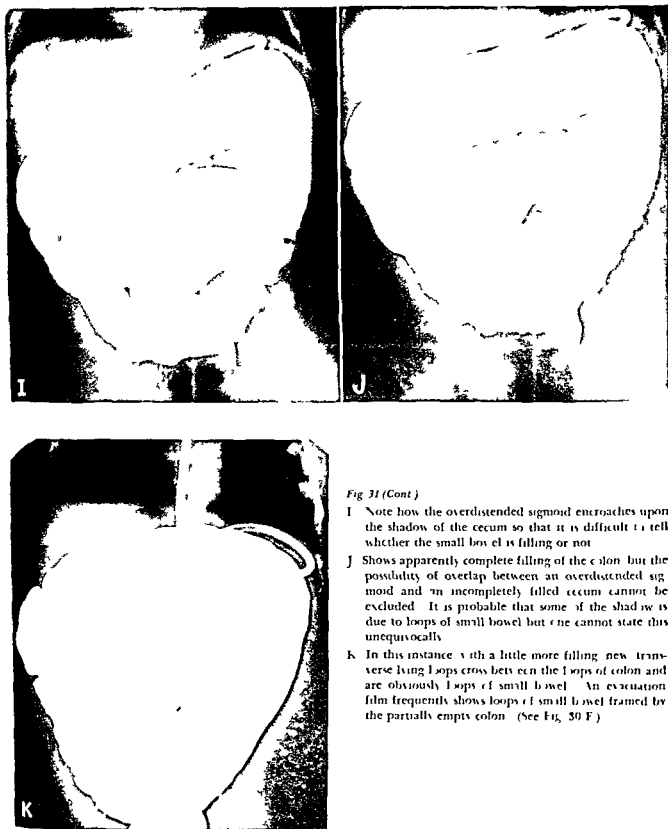 I
J
K
Fig 31 (Cont)
I Note how the overdistended sigmoid encroaches upon
the shadow of the cecum so that it is difficult to tell
whether the small bowel is filling or not
J Shows apparently complete filling of the colon but the
possibility of overlap between an overdistended sig
moid and an incompletely filled cecum cannot be
excluded It is probable that some of the shadow is
due to loops of small bowel but one cannot state this
unequivocally
K In this instance with a little more filling new trans-
verse lying loops cross between the loops of colon and
are obviously loops of small bowel An evacuation
film frequently shows loops of small bowel framed by
the partially empty colon (See Fig 30 F)